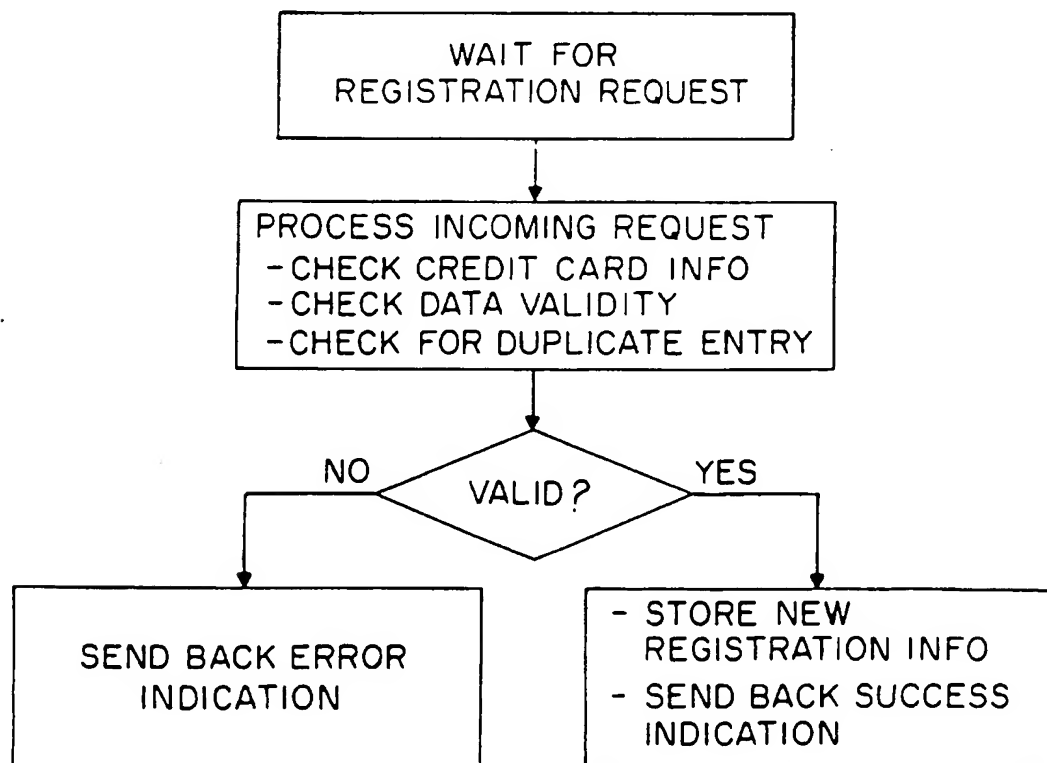 WAIT FOR
REGISTRATION REQUEST
PROCESS INCOMING REQUEST
-CHECK CREDIT CARD INFO
-CHECK DATA VALIDITY
-CHECK FOR DUPLICATE ENTRY
NO
VALID?
YES
SEND BACK ERROR
INDICATION
- STORE NEW
REGISTRATION INFO
- SEND BACK SUCCESS
INDICATION